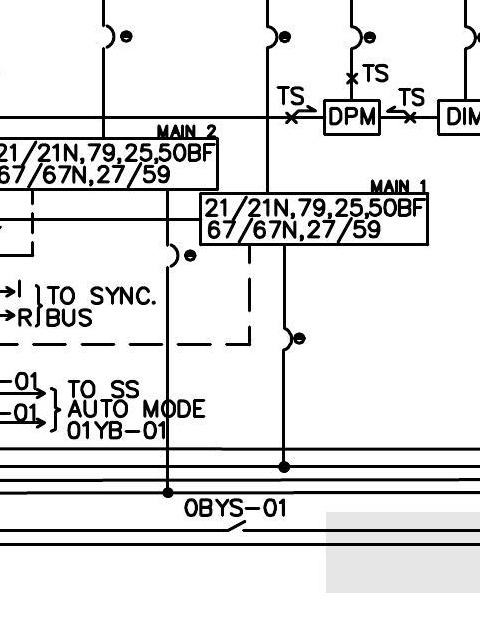 TS
TS
TS
DPM
DIM
MAIN 2
21/21N,79,25,50BF
67/67N,27/59
MAIN 1
21/21N,79,25,50BF
67/67N,27/59
I
TO SYNC.
R
BUS
-01
-01
TO SS
AUTO MODE
01YB-01
0BYS-01